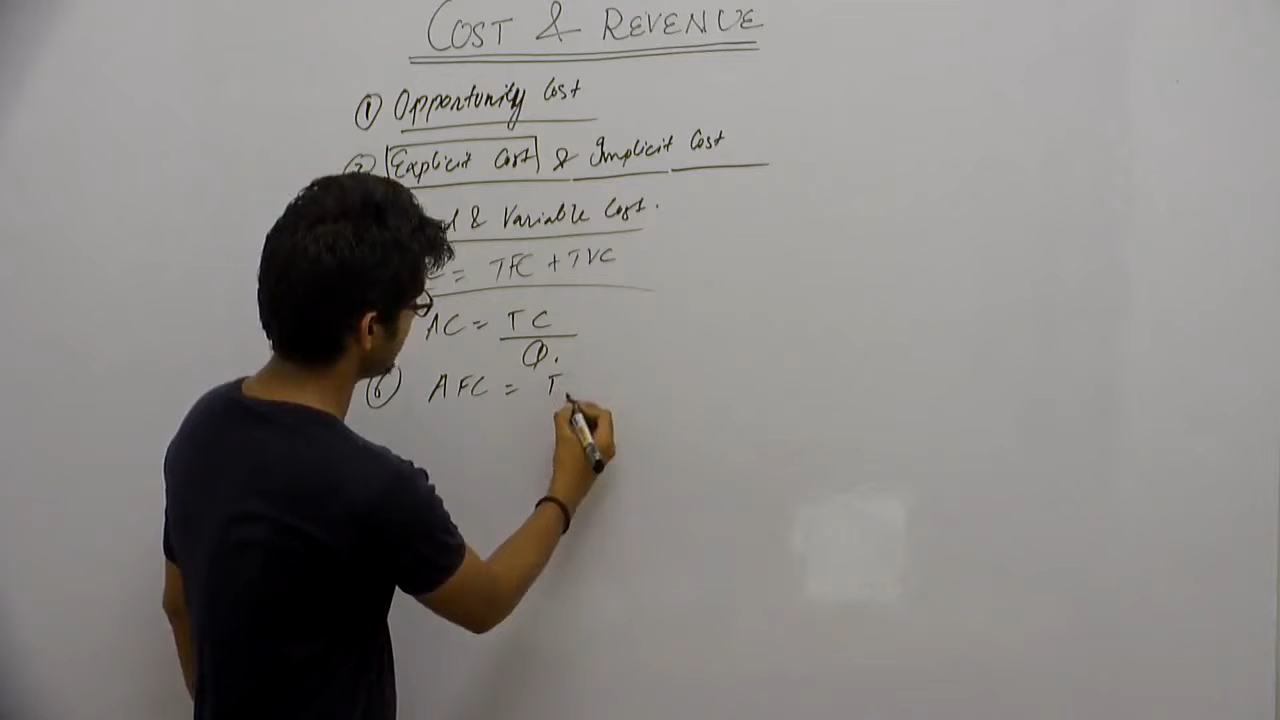 COST & REVENUE
① Opportunity Cost
Explicit Cost & Implicit Cost
& Variable Cost.
= TFC + TVC
AC = TC
Q.
⑥ AFC = T